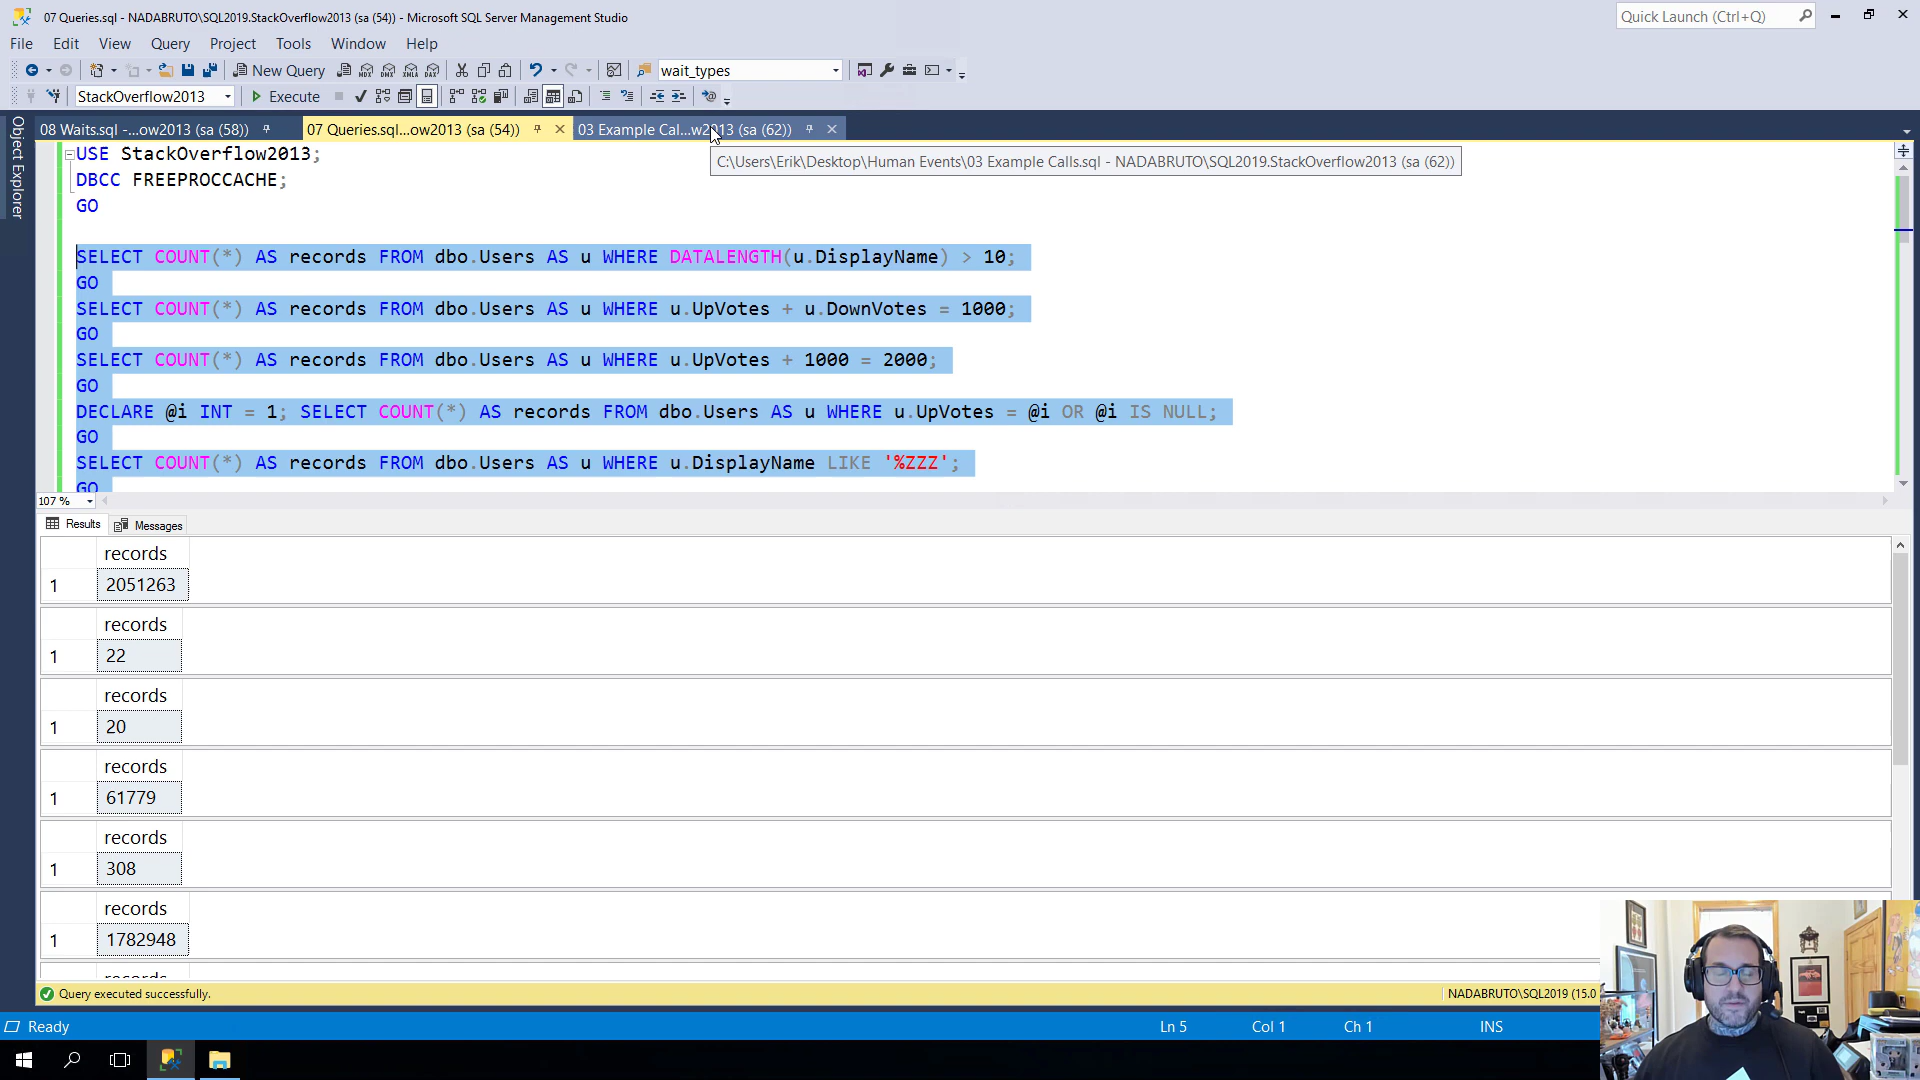 07 Queries.sql - NADABRUTO\SQL2019.StackOverflow2013 (sa (54)) - Microsoft SQL Server Management Studio
Quick Launch (Ctrl+Q)
File Edit View Query Project Tools Window Help
New Query wait_types
StackOverflow2013 Execute
08 Waits.sql -...ow2013 (sa (58)) 07 Queries.sql...ow2013 (sa (54)) 03 Example Cal...w2013 (sa (62))
C:\Users\Erik\Desktop\Human Events\03 Example Calls.sql - NADABRUTO\SQL2019.StackOverflow2013 (sa (62))
Object Explorer
USE StackOverflow2013;
DBCC FREEPROCCACHE;
GO
SELECT COUNT(*) AS records FROM dbo.Users AS u WHERE DATALENGTH(u.DisplayName) > 10;
GO
SELECT COUNT(*) AS records FROM dbo.Users AS u WHERE u.UpVotes + u.DownVotes = 1000;
GO
SELECT COUNT(*) AS records FROM dbo.Users AS u WHERE u.UpVotes + 1000 = 2000;
GO
DECLARE @i INT = 1; SELECT COUNT(*) AS records FROM dbo.Users AS u WHERE u.UpVotes = @i OR @i IS NULL;
GO
SELECT COUNT(*) AS records FROM dbo.Users AS u WHERE u.DisplayName LIKE '%ZZZ';
GO
107 %
Results Messages
records
1 2051263
records
1 22
records
1 20
records
1 61779
records
1 308
records
1 1782948
records
Query executed successfully. NADABRUTO\SQL2019 (15.0
Ready Ln 5 Col 1 Ch 1 INS